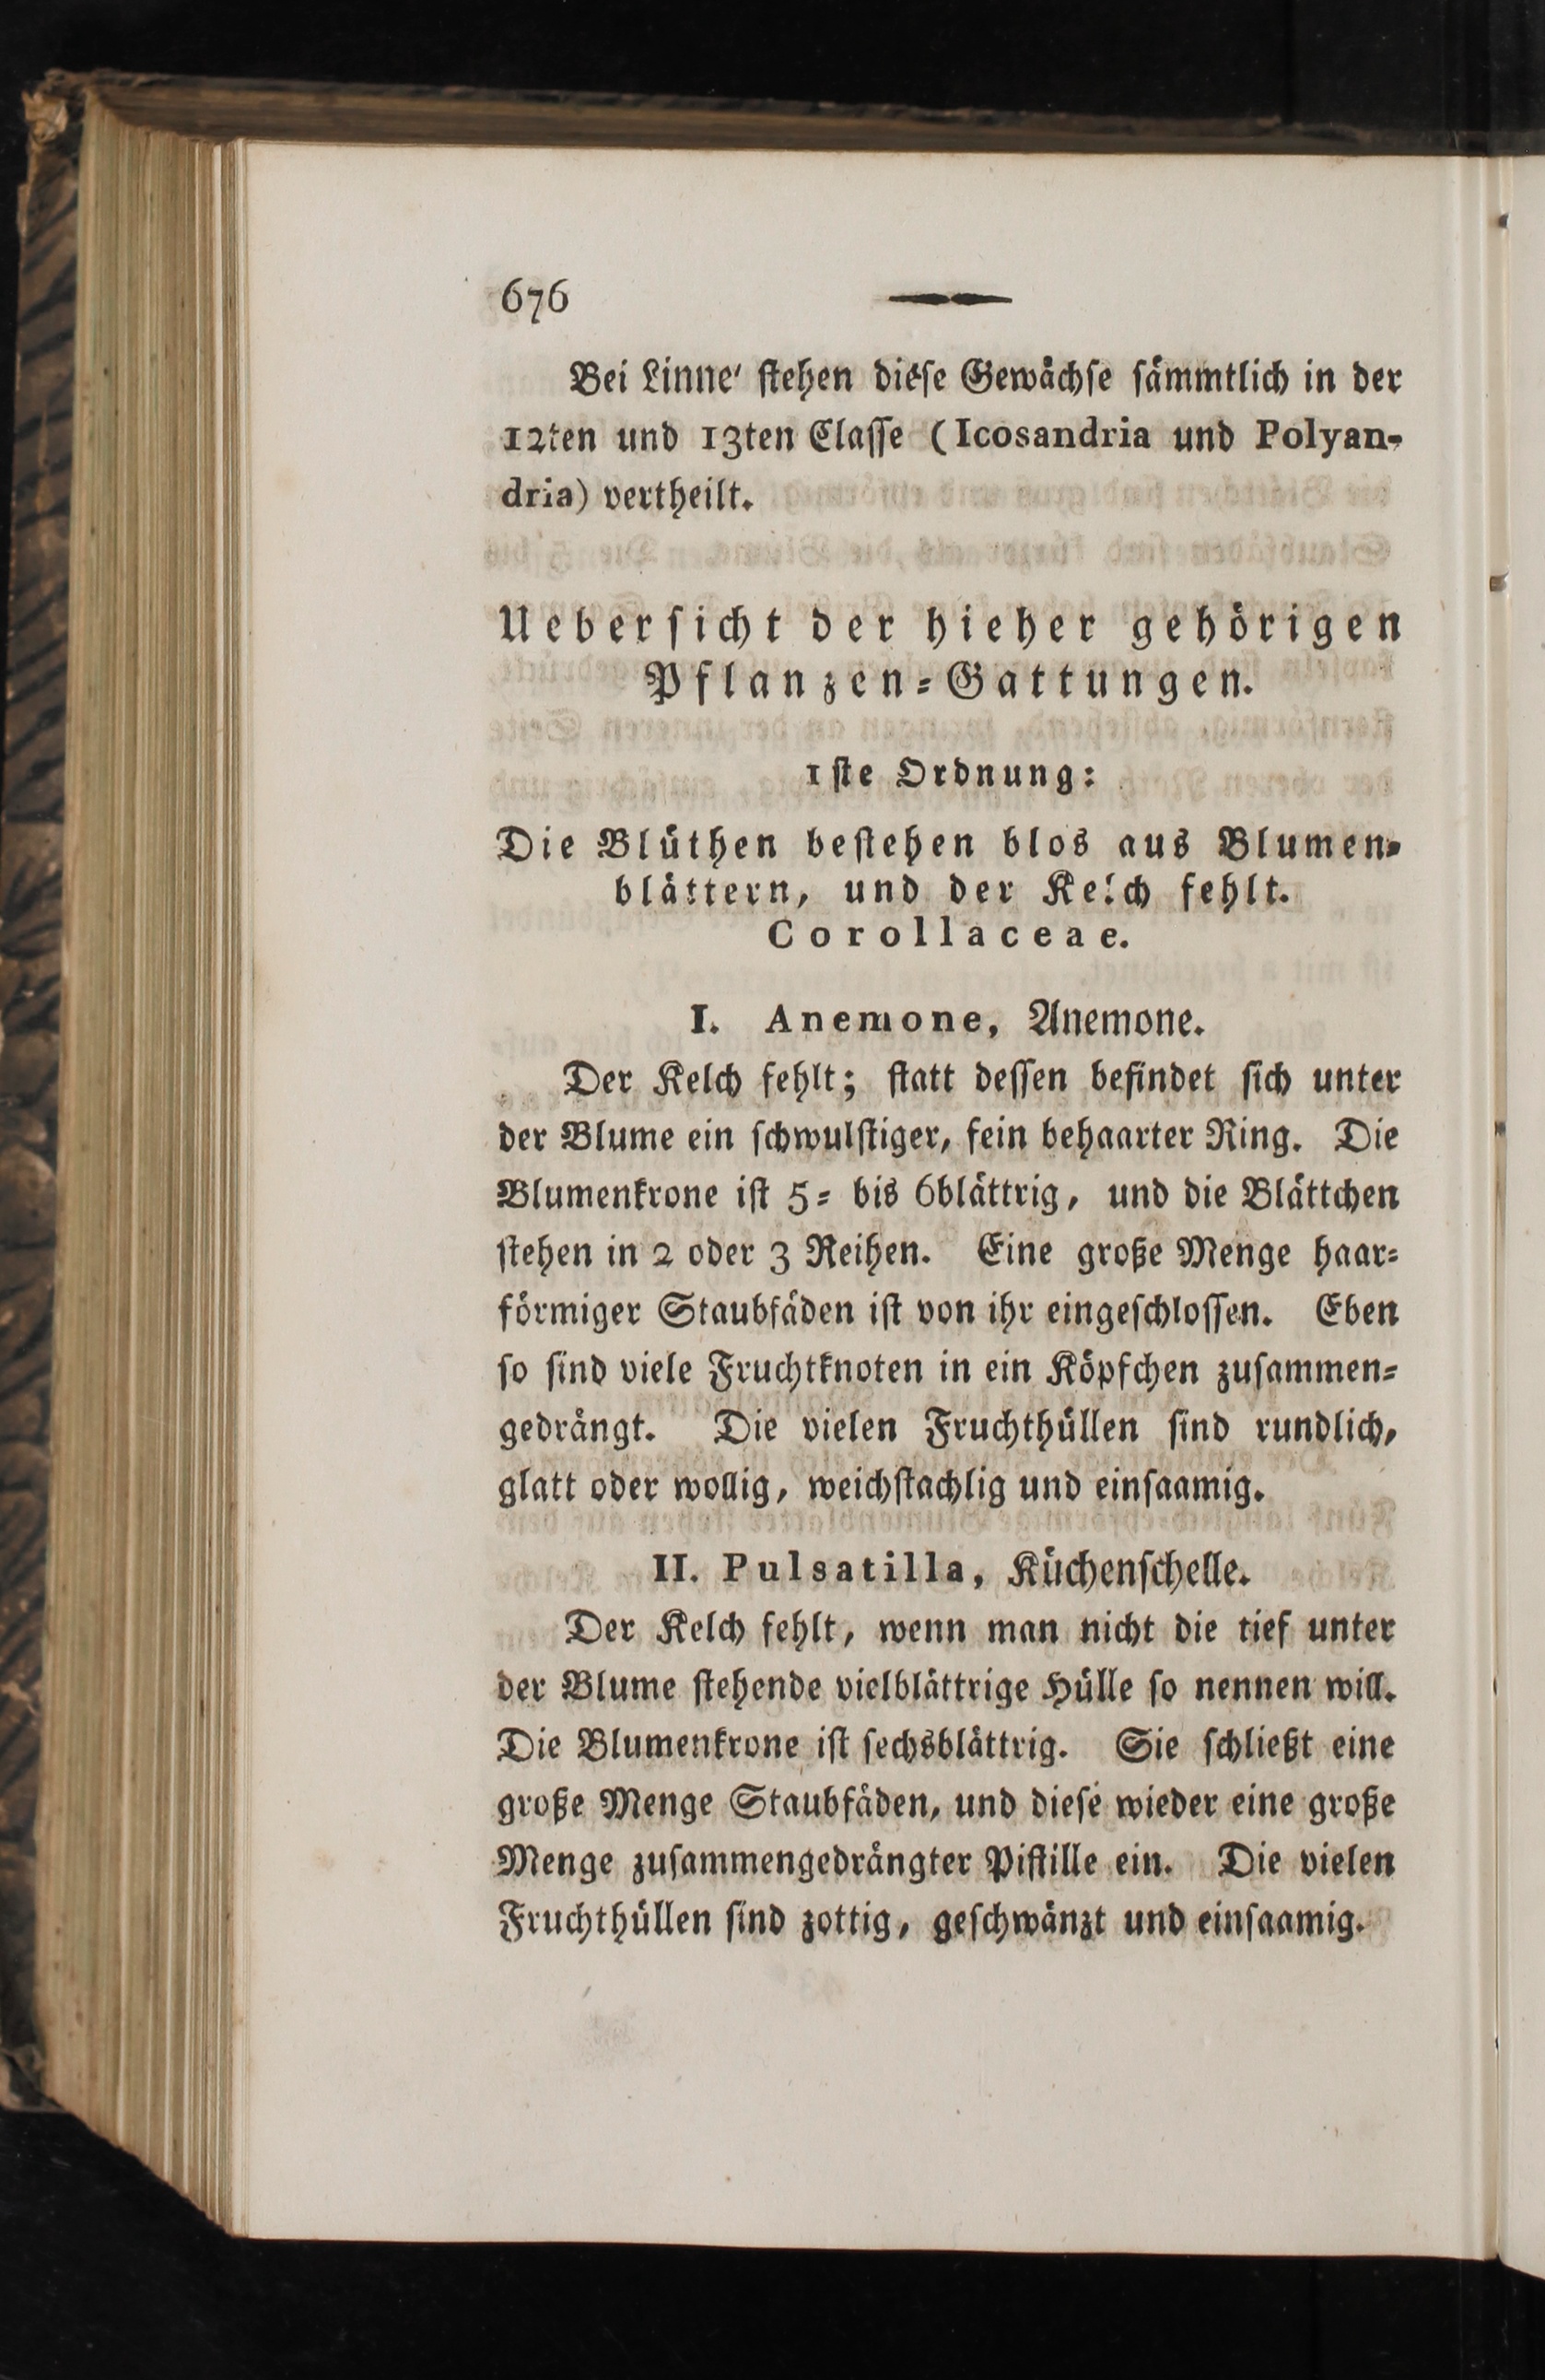 676
Bei Linne' ſtehen dieſe Gewächſe ſämmtlich in der
12ten und 13ten Claſſe (Icosandria und Polyan-
dria) vertheilt.
Ueberſicht der hieher gehörigen
Pflanzen-Gattungen.
1ſte Ordnung:
Die Blüthen beſtehen blos aus Blumen-
blättern, und der Kelch fehlt.
Corollaceae.
I. Anemone, Anemone.
Der Kelch fehlt; ſtatt deſſen befindet ſich unter
der Blume ein ſchwulſtiger, fein behaarter Ring. Die
Blumenkrone iſt 5- bis 6blättrig, und die Blättchen
ſtehen in 2 oder 3 Reihen. Eine große Menge haar-
förmiger Staubfäden iſt von ihr eingeſchloſſen. Eben
ſo ſind viele Fruchtknoten in ein Köpfchen zuſammen-
gedrängt. Die vielen Fruchthüllen ſind rundlich,
glatt oder wollig, weichſtachlig und einſaamig.
II. Pulsatilla, Küchenſchelle.
Der Kelch fehlt, wenn man nicht die tief unter
der Blume ſtehende vielblättrige Hülle ſo nennen will.
Die Blumenkrone iſt ſechsblättrig. Sie ſchließt eine
große Menge Staubfäden, und dieſe wieder eine große
Menge zuſammengedrängter Piſtille ein. Die vielen
Fruchthüllen ſind zottig, geſchwänzt und einſaamig.